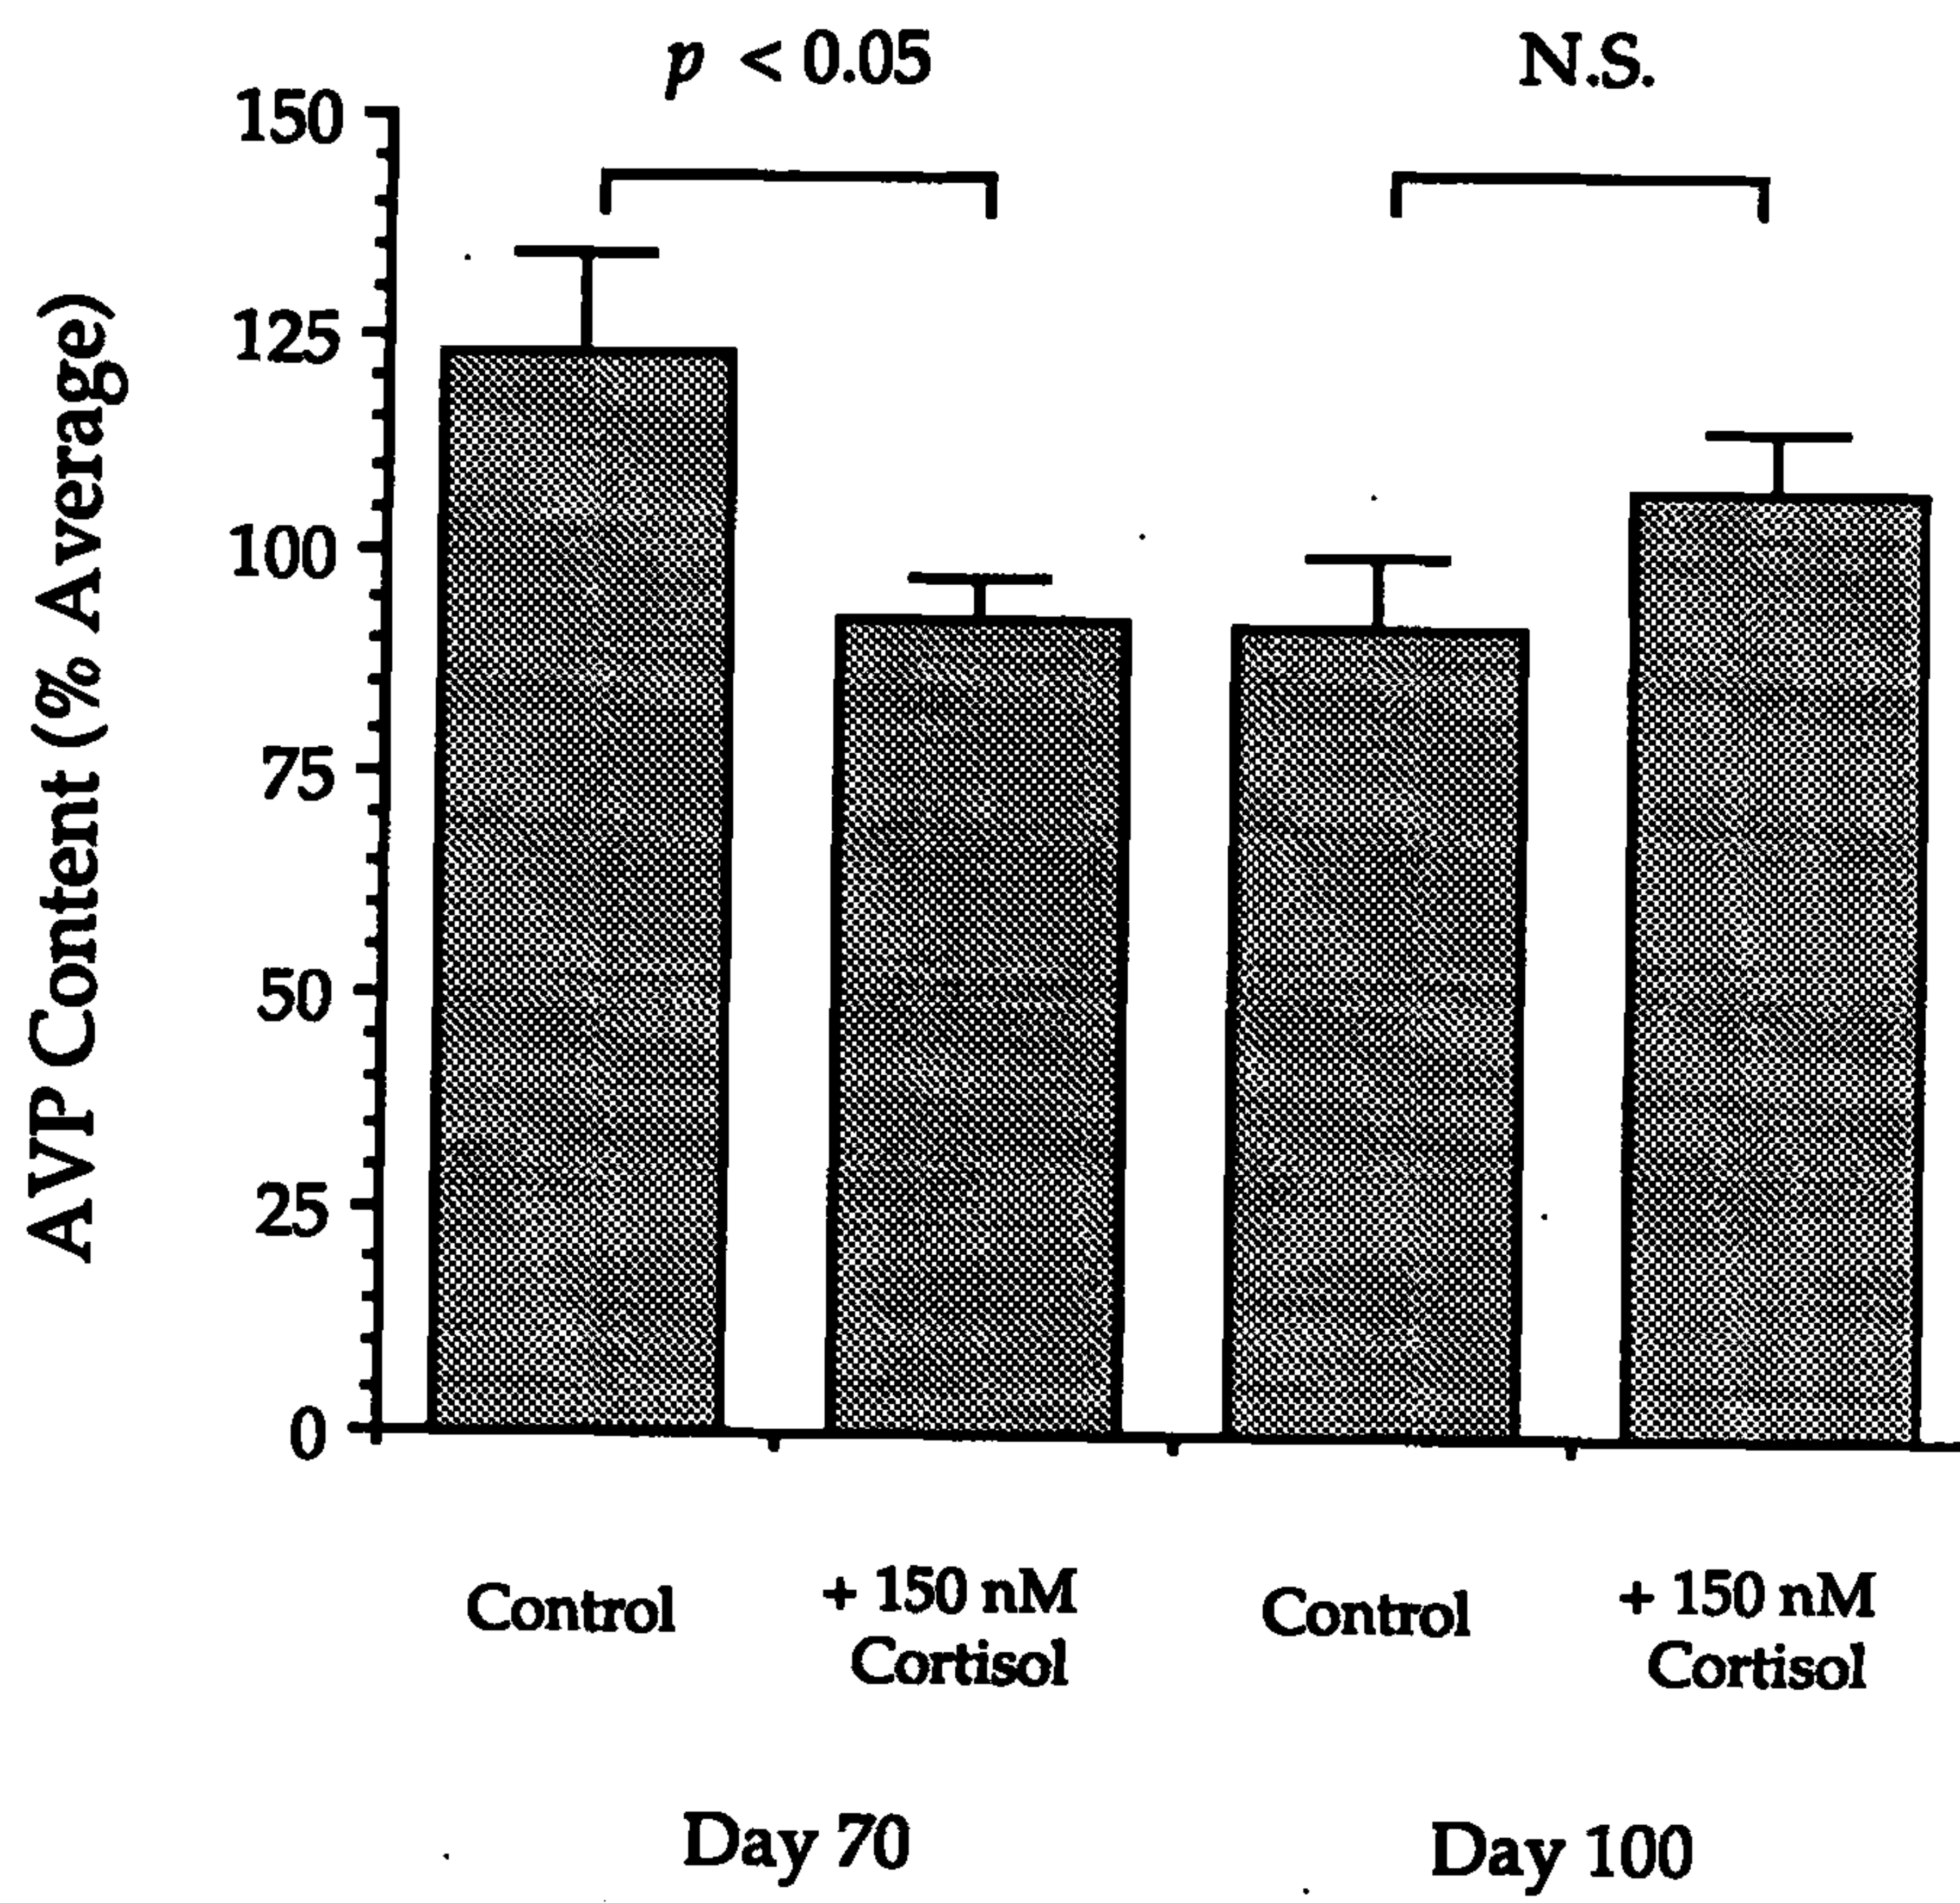 p < 0.05
N.S.
150
125
100
75
50
25
0
AVP Content (% Average)
Control
+ 150 nM
Cortisol
Control
+ 150 nM
Cortisol
Day 70
Day 100